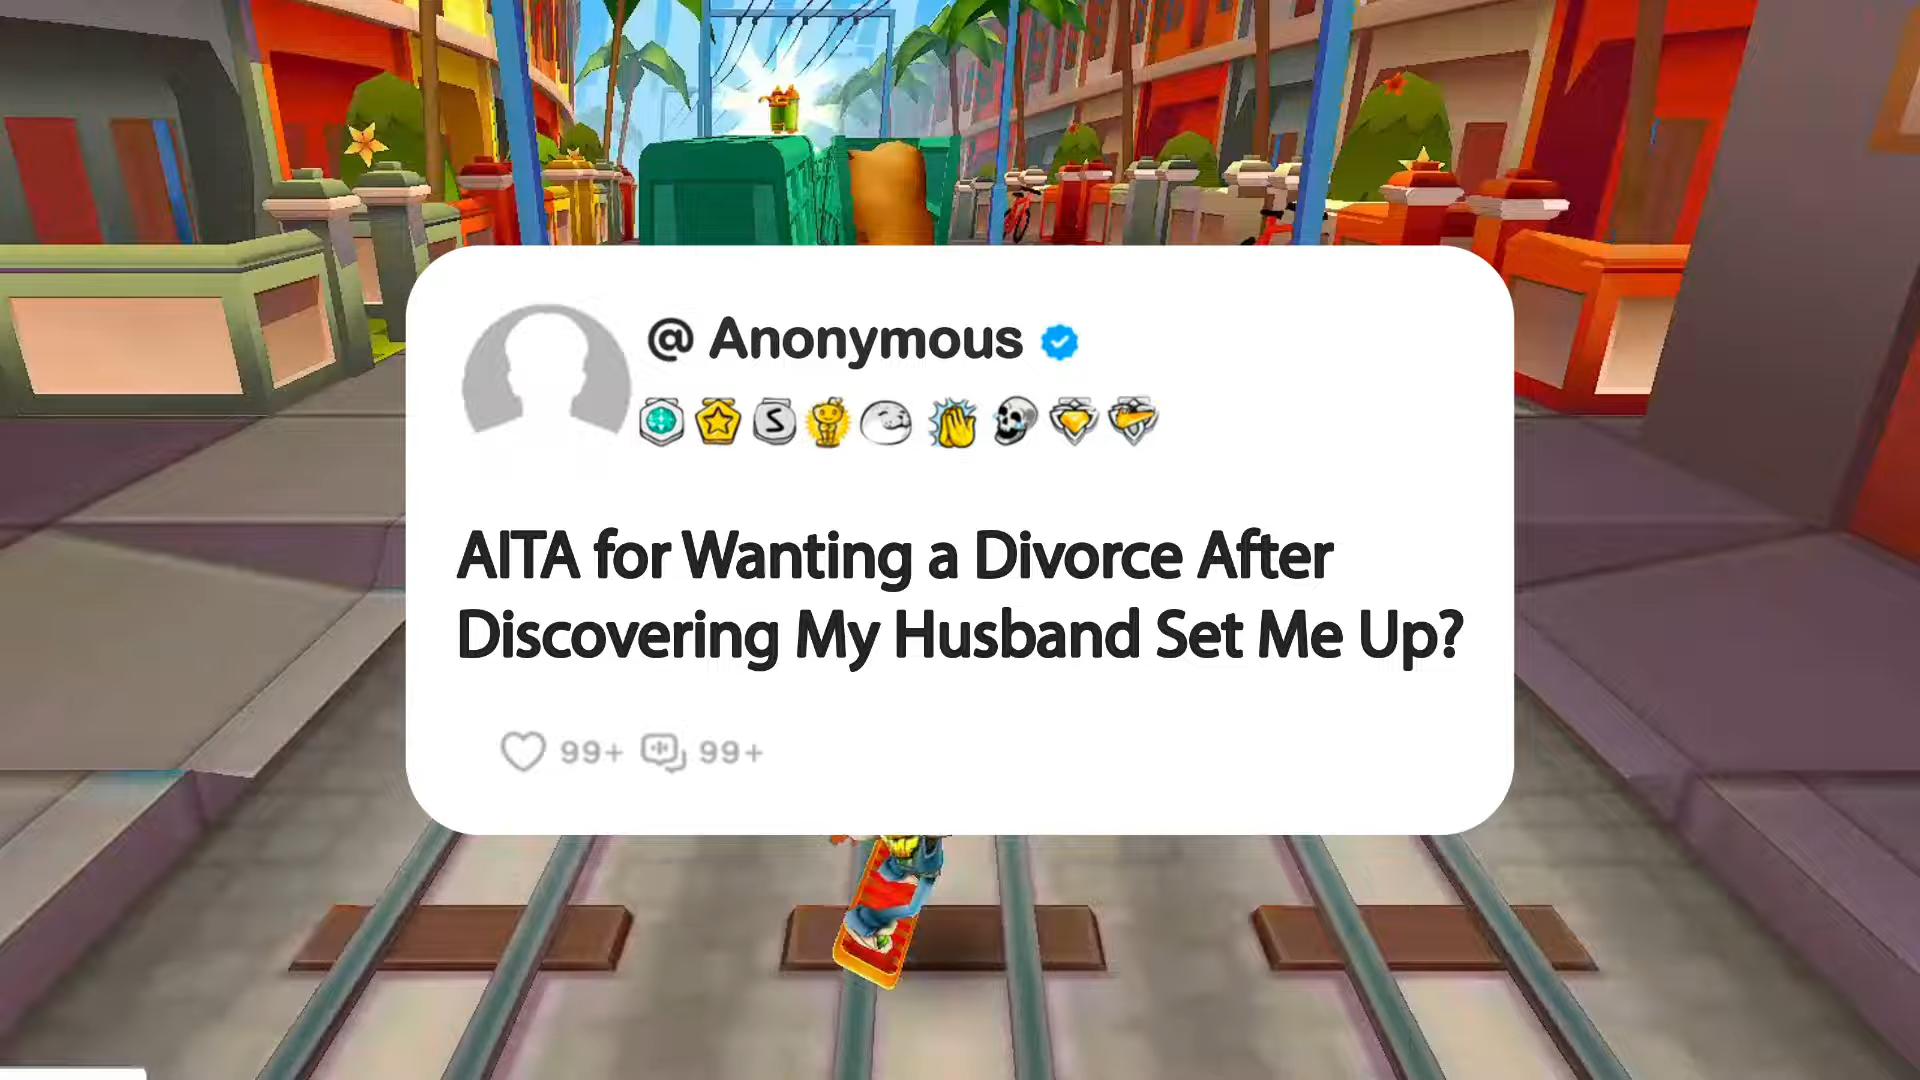 @ Anonymous
AITA for Wanting a Divorce After
Discovering My Husband Set Me Up?
99+ 99+